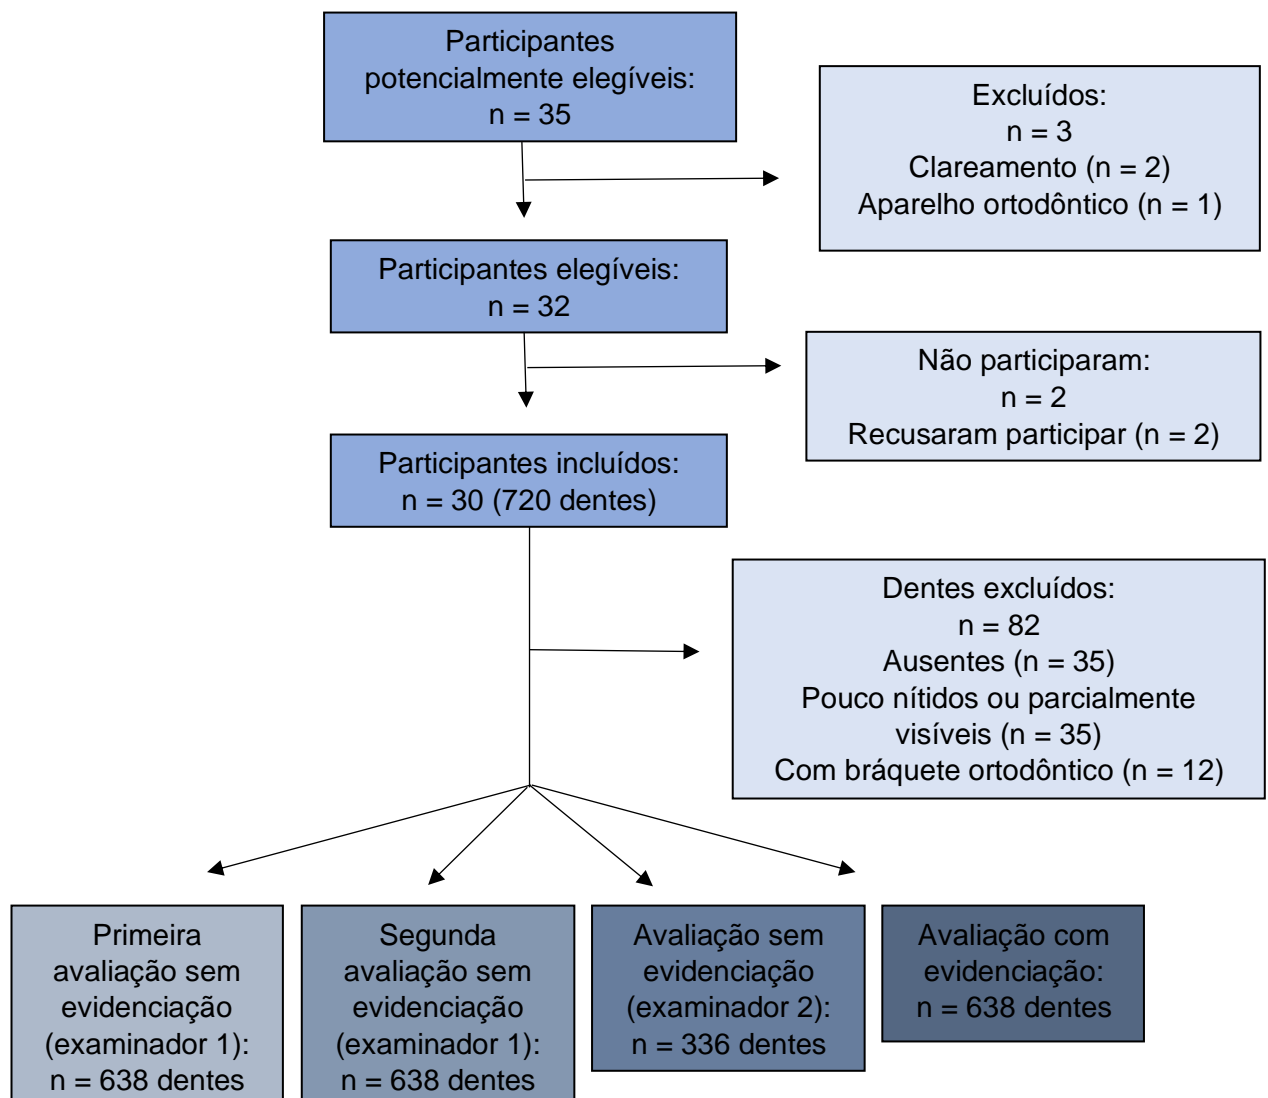 Participantes
potencialmente elegíveis:
n = 35
Excluídos:
n = 3
Clareamento (n = 2)
Aparelho ortodôntico (n = 1)
Participantes elegíveis:
n = 32
Não participaram:
n = 2
Recusaram participar (n = 2)
Participantes incluídos:
n = 30 (720 dentes)
Dentes excluídos:
n = 82
Ausentes (n = 35)
Pouco nítidos ou parcialmente
visíveis (n = 35)
Com bráquete ortodôntico (n = 12)
Primeira
avaliação sem
evidenciação
(examinador 1):
n = 638 dentes
Segunda
avaliação sem
evidenciação
(examinador 1):
n = 638 dentes
Avaliação sem
evidenciação
(examinador 2):
n = 336 dentes
Avaliação com
evidenciação:
n = 638 dentes